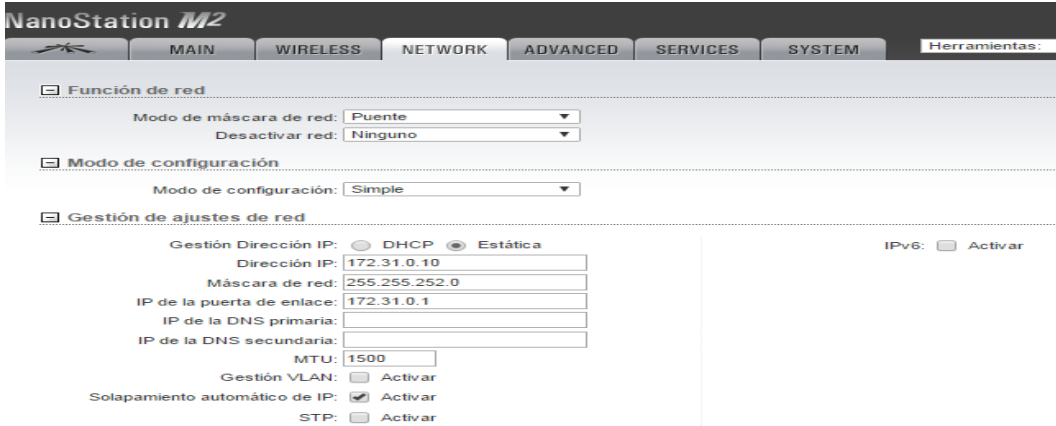 NanoStation M2
MAIN WIRELESS NETWORK ADVANCED SERVICES SYSTEM Herramientas:
Función de red
Modo de máscara de red: Puente
Desactivar red: Ninguno
Modo de configuración
Modo de configuración: Simple
Gestión de ajustes de red
Gestión Dirección IP: DHCP Estática IPv6: Activar
Dirección IP: 172.31.0.10
Máscara de red: 255.255.252.0
IP de la puerta de enlace: 172.31.0.1
IP de la DNS primaria:
IP de la DNS secundaria:
MTU: 1500
Gestión VLAN: Activar
Solapamiento automático de IP: Activar
STP: Activar